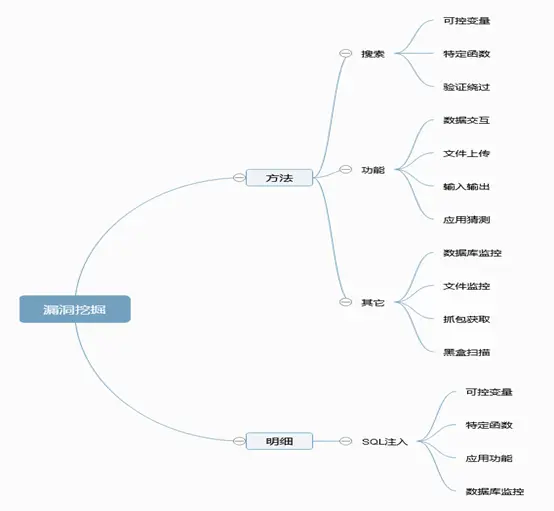 漏洞挖掘
方法
搜索
可控变量
特定函数
验证绕过
功能
数据交互
文件上传
输入输出
应用猜测
其它
数据库监控
文件监控
抓包获取
黑盒扫描
明细
SQL注入
可控变量
特定函数
应用功能
数据库监控